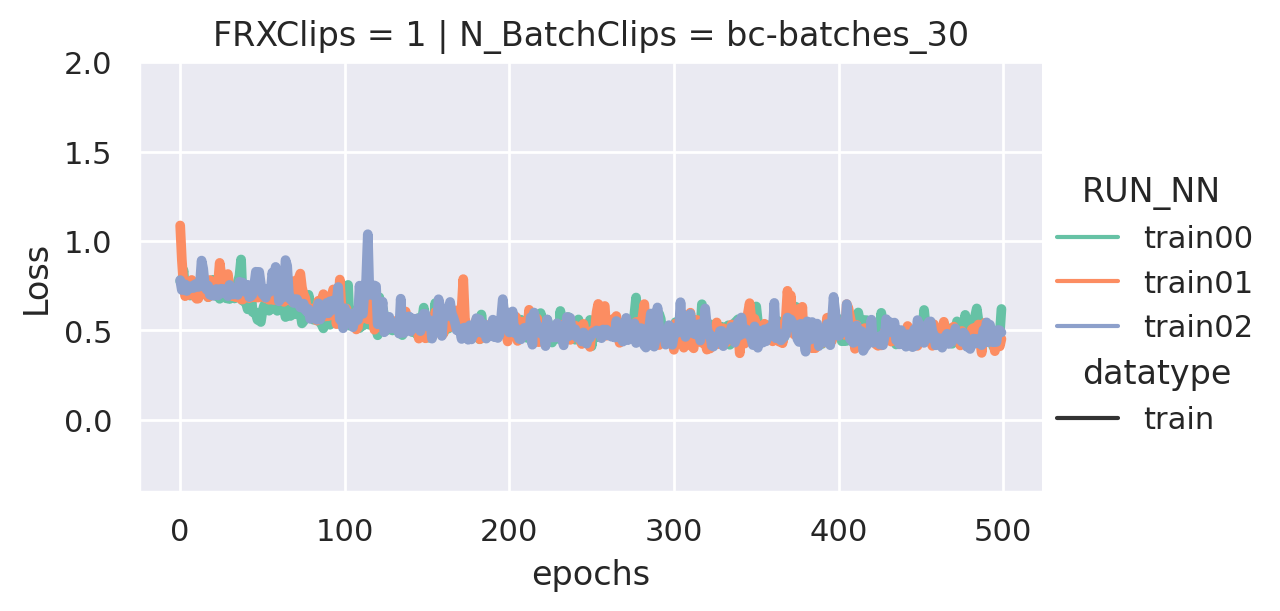 FRXClips = 1 | N_BatchClips = bc-batches_30
2.0
1.5
1.0
0.5
0.0
Loss
0 100 200 300 400 500
epochs
RUN_NN
train00
train01
train02
datatype
train